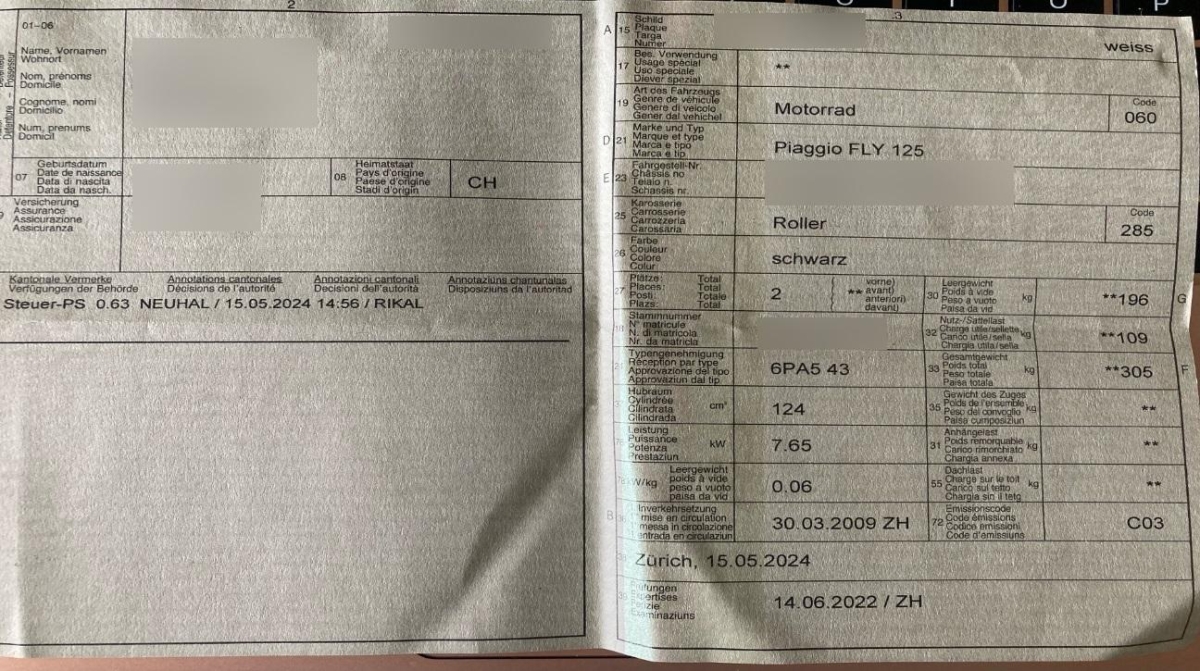 2
01-06
Name, Vornamen
Wohnort
Nom, prénoms
Domicile
Cognome, nomi
Domicilio
Num, prenums
Domicil
07 Geburtsdatum
Date de naissance
Data di nascita
Data da nasch.
08 Heimatstaat
Pays d'origine
Paese d'origine
Stadi d'origin
CH
Versicherung
Assurance
Assicurazione
Assicuranza
Kantonale Vermerke Annotations cantonales Annotazioni cantonali Annotaziuns chantunalas
Verfügungen der Behörde Décisions de l'autorité Decisioni dell'autorità Disposiziuns da l'autoritad
Steuer-PS 0.63 NEUHAL / 15.05.2024 14:56 / RIKAL
3
A 15 Schild
Plaque
Targa
Numer
weiss
17 Bes. Verwendung
Usage spécial
Uso speciale
Diever spezial
**
19 Art des Fahrzeugs
Genre de véhicule
Genere di veicolo
Gener dal vehichel
Motorrad
Code
060
D 21 Marke und Typ
Marque et type
Marca e tipo
Marca e tip
Piaggio FLY 125
E 23 Fahrgestell-Nr.
Châssis no
Telaio n.
Schassis nr.
25 Karosserie
Carrosserie
Carrozzeria
Carossaria
Roller
Code
285
26 Farbe
Couleur
Colore
Colur
schwarz
27 Plätze: Total
Places: Total
Posti: Totale
Plazs: Total
2
** vorne)
avant)
anteriori)
davant)
30 Leergewicht
Poids à vide
Peso a vuoto
Paisa da vid
kg
**196
G
Stammnummer
N° matricule
N. di matricola
Nr. da matricla
32 Nutz-/Sattellast
Charge utile/sellette
Carico utile/sella
Chargia utila/sella
kg
**109
Typengenehmigung
Réception par type
Approvazione del tipo
Approvaziun dal tip
6PA5 43
33 Gesamtgewicht
Poids total
Peso totale
Paisa totala
kg
**305
F
Hubraum
Cylindrée
Cilindrata
Cilindrada
cm³
124
35 Gewicht des Zuges
Poids de l'ensemble
Peso del convoglio
Paisa cumposiziun
kg
**
Leistung
Puissance
Potenza
Prestaziun
kW
7.65
31 Anhängelast
Poids remorquable
Carico rimorchiato
Chargia annexa
kg
**
kW/kg
Leergewicht
poids à vide
peso a vuoto
paisa da vid
0.06
55 Dachlast
Charge sur le toit
Carico sul tetto
Chargia sin il tetg
kg
**
B
Inverkehrsetzung
mise en circulation
messa in circolazione
entrada en circulaziun
30.03.2009 ZH
72 Emissionscode
Code émissions
Codice emissioni
Code d'emissiuns
C03
Zürich, 15.05.2024
39 Prüfungen
Expertises
Perizie
Examinaziuns
14.06.2022 / ZH